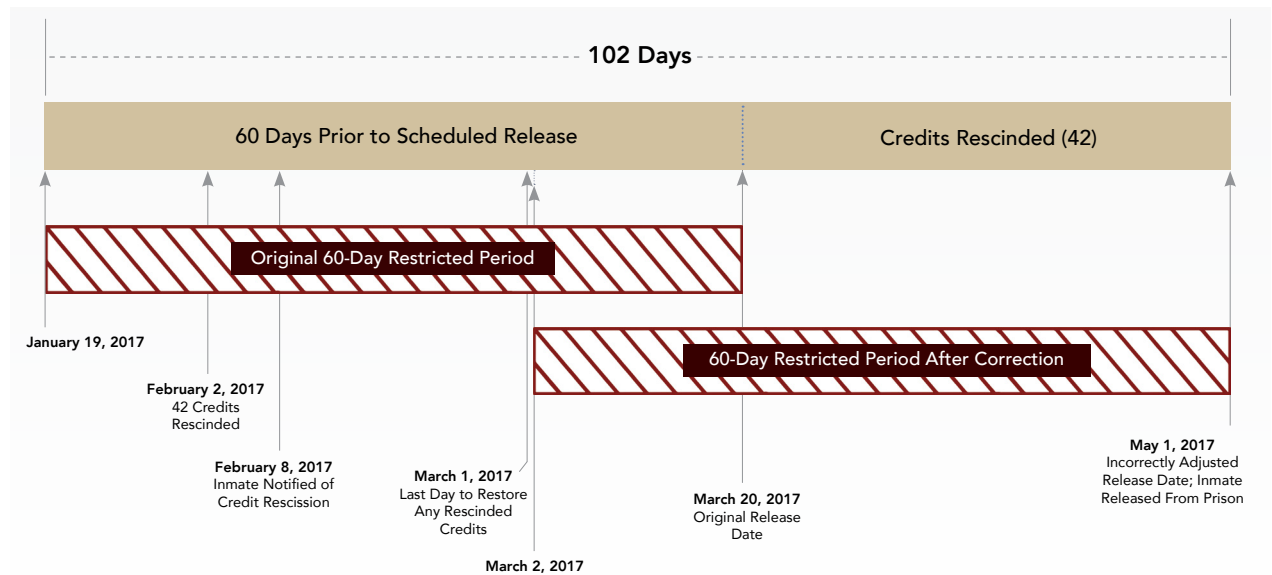 102 Days
60 Days Prior to Scheduled Release
Credits Rescinded (42)
Original 60-Day Restricted Period
60-Day Restricted Period After Correction
January 19, 2017
February 2, 2017
42 Credits
Rescinded
February 8, 2017
Inmate Notified of
Credit Rescission
March 1, 2017
Last Day to Restore
Any Rescinded
Credits
March 2, 2017
March 20, 2017
Original Release
Date
May 1, 2017
Incorrectly Adjusted
Release Date; Inmate
Released From Prison